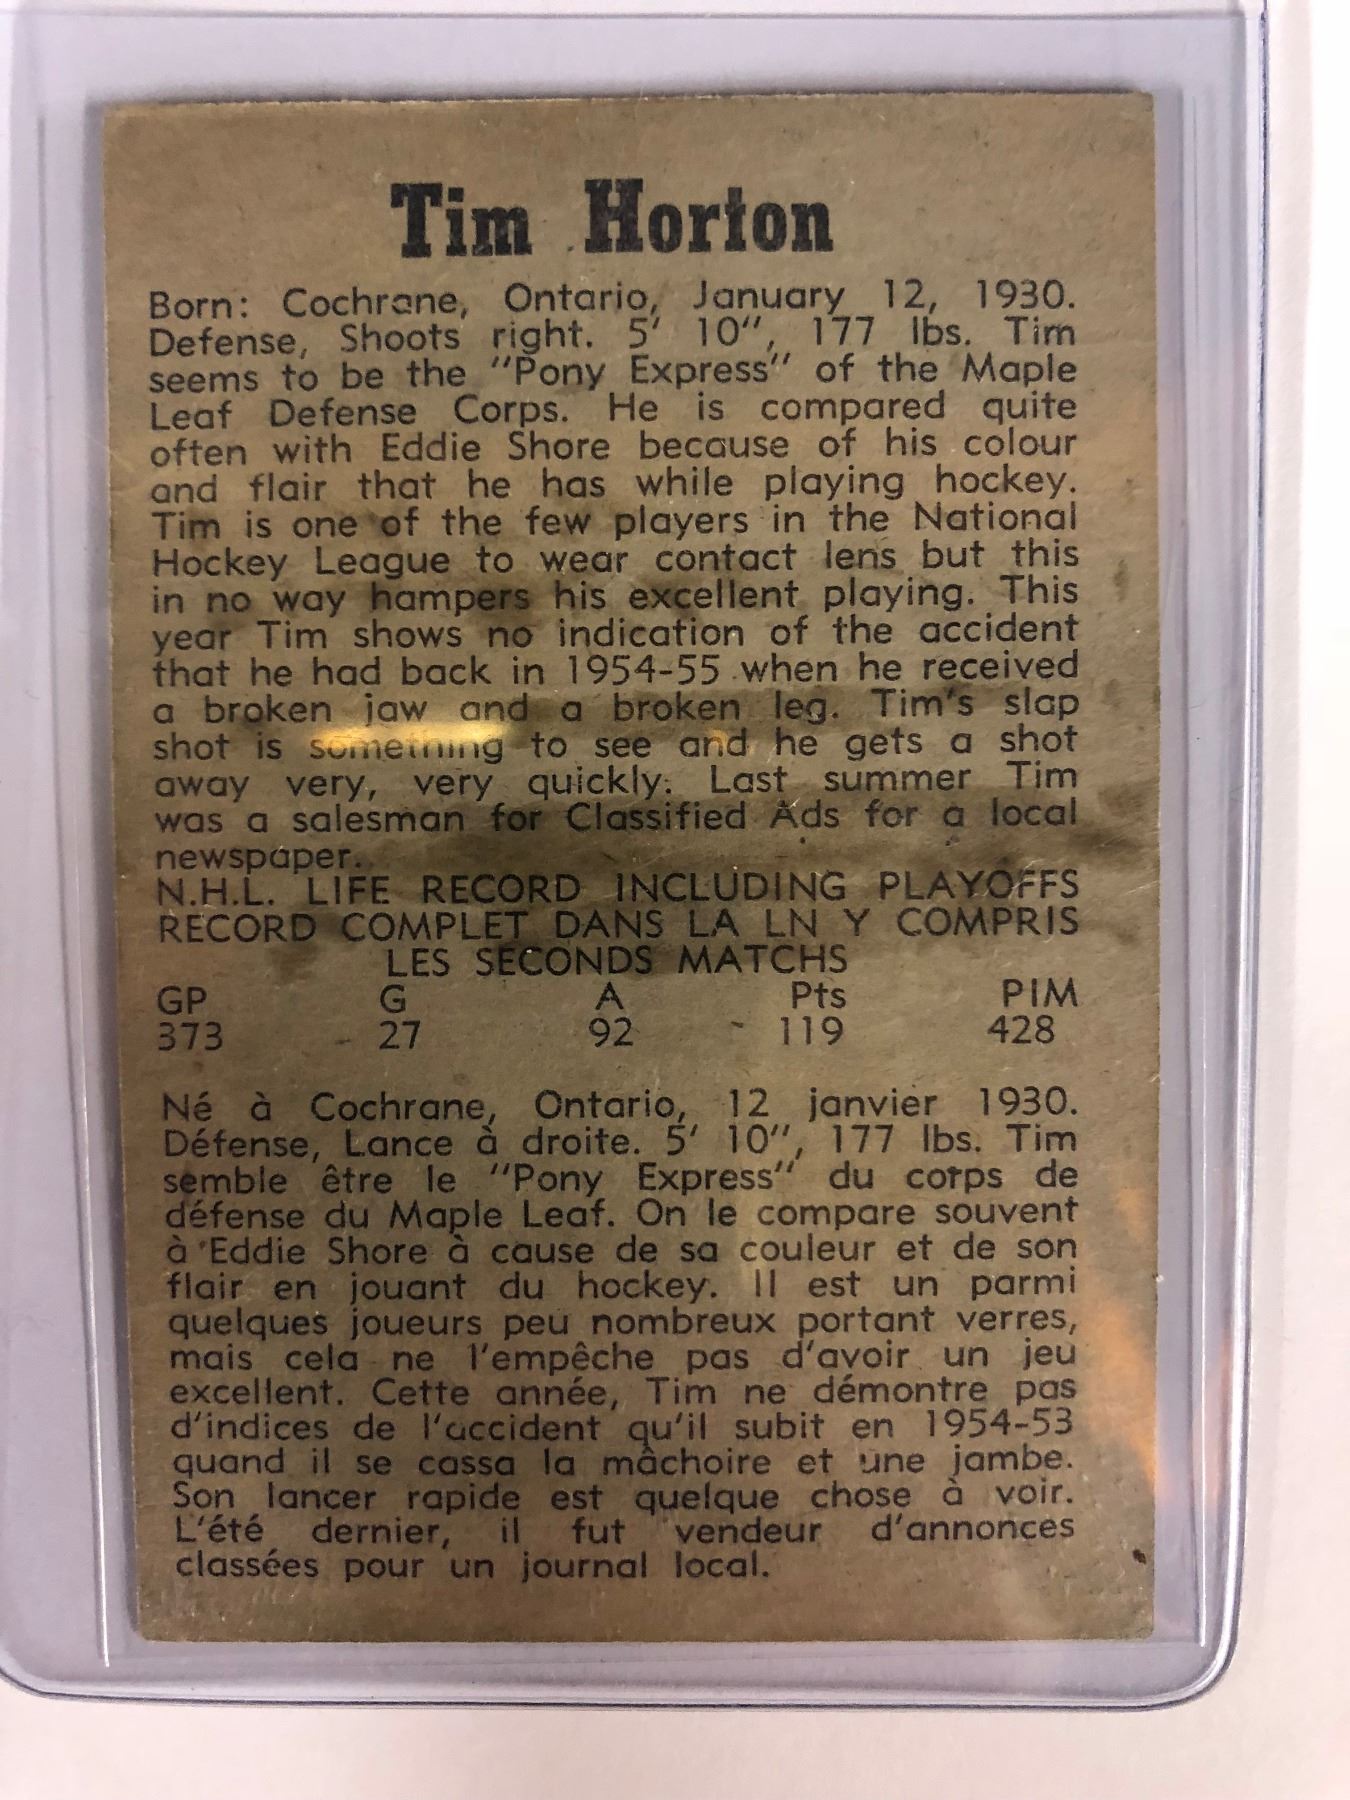 Tim Horton
Born: Cochrane, Ontario, January 12, 1930.
Defense, Shoots right. 5' 10", 177 lbs. Tim
seems to be the "Pony Express" of the Maple
Leaf Defense Corps. He is compared quite
often with Eddie Shore because of his colour
and flair that he has while playing hockey.
Tim is one of the few players in the National
Hockey League to wear contact lens but this
in no way hampers his excellent playing. This
year Tim shows no indication of the accident
that he had back in 1954-55 when he received
a broken jaw and a broken leg. Tim's slap
shot is something to see and he gets a shot
away very, very quickly. Last summer Tim
was a salesman for Classified Ads for a local
newspaper.
N.H.L. LIFE RECORD INCLUDING PLAYOFFS
RECORD COMPLET DANS LA LN Y COMPRIS
LES SECONDS MATCHS
GP G A Pts PIM
373 27 92 119 428
Né à Cochrane, Ontario, 12 janvier 1930.
Défense, Lance à droite. 5' 10", 177 lbs. Tim
semble être le "Pony Express" du corps de
défense du Maple Leaf. On le compare souvent
à Eddie Shore à cause de sa couleur et de son
flair en jouant du hockey. Il est un parmi
quelques joueurs peu nombreux portant verres,
mais cela ne l'empêche pas d'avoir un jeu
excellent. Cette année, Tim ne démontre pas
d'indices de l'accident qu'il subit en 1954-53
quand il se cassa la mâchoire et une jambe.
Son lancer rapide est quelque chose à voir.
L'été dernier, il fut vendeur d'annonces
classées pour un journal local.